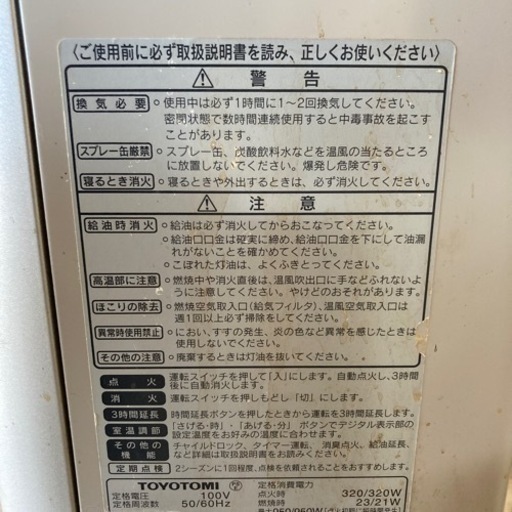 〈ご使用前に必ず取扱説明書を読み、正しくお使いください〉
警告
換気必要 ○ 使用中は必ず1時間に1〜2回換気してください。
密閉状態で数時間連続使用すると中毒事故を起こす
ことがあります。
スプレー缶厳禁 ○ スプレー缶、炭酸飲料水などを温風の当たるところ
に放置しないでください。爆発し危険です。
寝るとき消火 ○ 寝るときや外出するときは、必ず消火してください。
注意
給油時消火 ○ 給油は必ず消火してからおこなってください。
○ 給油口口金は確実に締め、給油口口金を下にして油漏
れがないことを確かめてください。
○ こぼれた灯油は、よくふきとってください。
高温部に注意 ○ 燃焼中や消火直後は、温風吹出口に手などふれない
ように注意してください。やけどのおそれがあります。
ほこりの除去 ○ 燃焼空気取入口(給気フィルタ)、温風空気取入口は
週1回以上必ず掃除をしてください。
異常時使用禁止 ○ におい、すすの発生、炎の色など異常を感じたときは
使用しないでください。
その他の注意 ○ 廃棄するときは灯油を抜いてください。
点火 運転スイッチを押して「入」にします。自動点火し、3時間
後に自動消火します。
消火 運転スイッチを押しもどし「切」にします。
3時間延長 時間延長ボタンを押したときから運転を3時間延長します。
室温調節 「さげる・時」・「あげる・分」ボタンでデジタル表示部の
設定温度をお好みの温度に合わせます。
その他の機能 チャイルドロック、タイマー運転、消臭点火、給油延長、
など詳細は取扱説明書をお読みください。
定期点検 2シーズンに1回程度、点検を依頼されることをおすすめします。
TOYOTOMI 定格消費電力
定格電圧 100V 点火時 320/320W
定格周波数 50/60Hz 燃焼時 23/21W